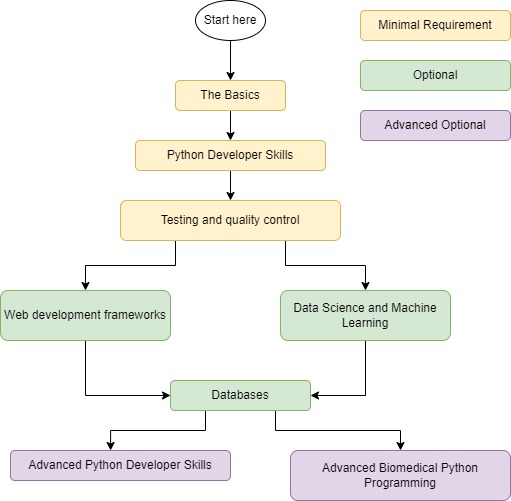 Start here
Minimal Requirement
Optional
The Basics
Advanced Optional
Python Developer Skills
Testing and quality control
Web development frameworks
Data Science and Machine
Learning
Databases
Advanced Python Developer Skills
Advanced Biomedical Python
Programming